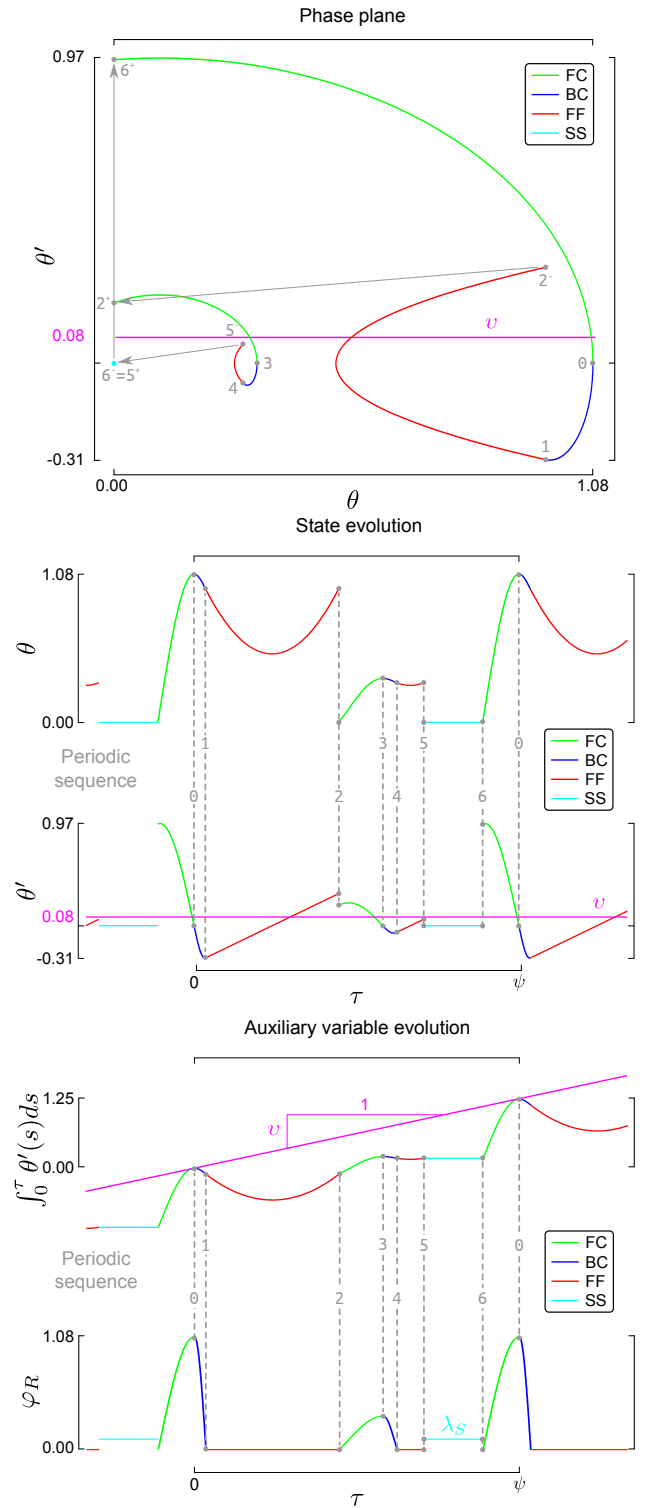 Phase plane
0.97
6⁺
FC
BC
FF
SS
θ′
2⁻
2⁺
5⁻
υ
0.08
3
0
6⁻=5⁺
4
1
-0.31
0.00
1.08
θ
State evolution
1.08
θ
0.00
1
3
5
0
Periodic
sequence
FC
BC
FF
SS
0
2
4
6
0.97
θ′
υ
0.08
-0.31
0
ψ
τ
Auxiliary variable evolution
1.25
1
υ
∫₀^τ θ′(s)ds
0.00
1
3
5
0
Periodic
sequence
FC
BC
FF
SS
0
2
4
6
1.08
φ_R
λ_S
0.00
0
ψ
τ